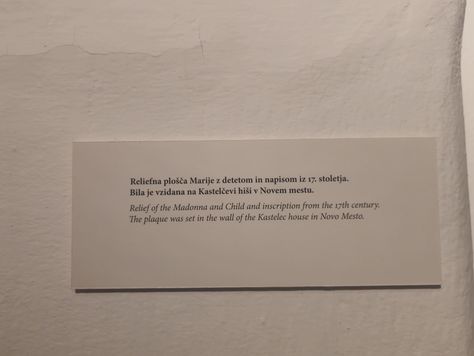 Reliefna plošča Marije z detetom in napisom iz 17. stoletja.
Bila je vzidana na Kastelčevi hiši v Novem mestu.
Relief of the Madonna and Child and inscription from the 17th century.
The plaque was set in the wall of the Kastelec house in Novo Mesto.